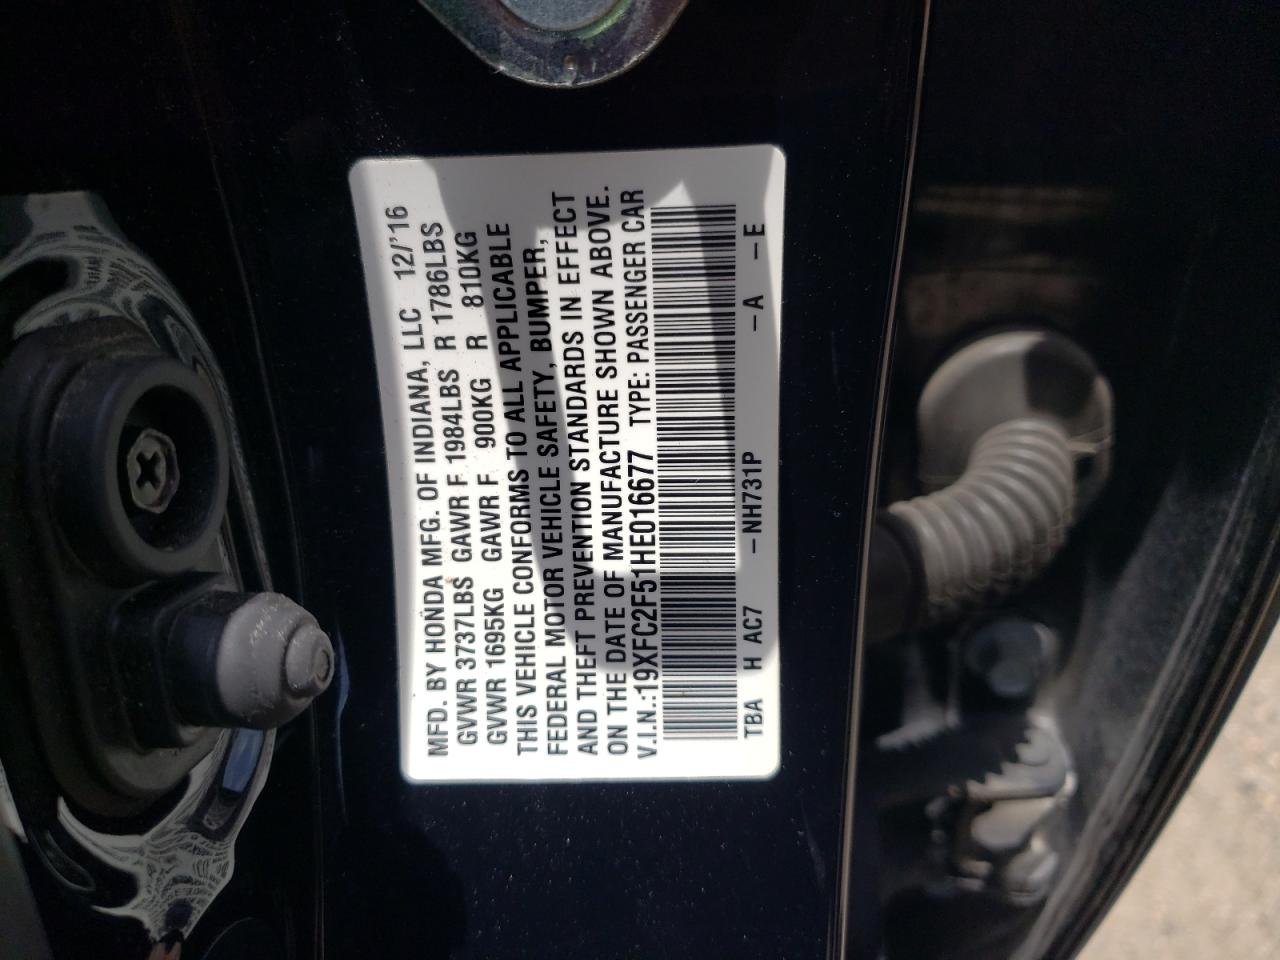 MFD. BY HONDA MFG. OF INDIANA, LLC 12/'16
GVWR 3737LBS GAWR F 1984LBS R 1786LBS
GVWR 1695KG GAWR F 900KG R 810KG
THIS VEHICLE CONFORMS TO ALL APPLICABLE
FEDERAL MOTOR VEHICLE SAFETY, BUMPER,
AND THEFT PREVENTION STANDARDS IN EFFECT
ON THE DATE OF MANUFACTURE SHOWN ABOVE.
V.I.N.:19XFC2F51HE016677 TYPE: PASSENGER CAR
TBA H AC7 -NH731P -A -E